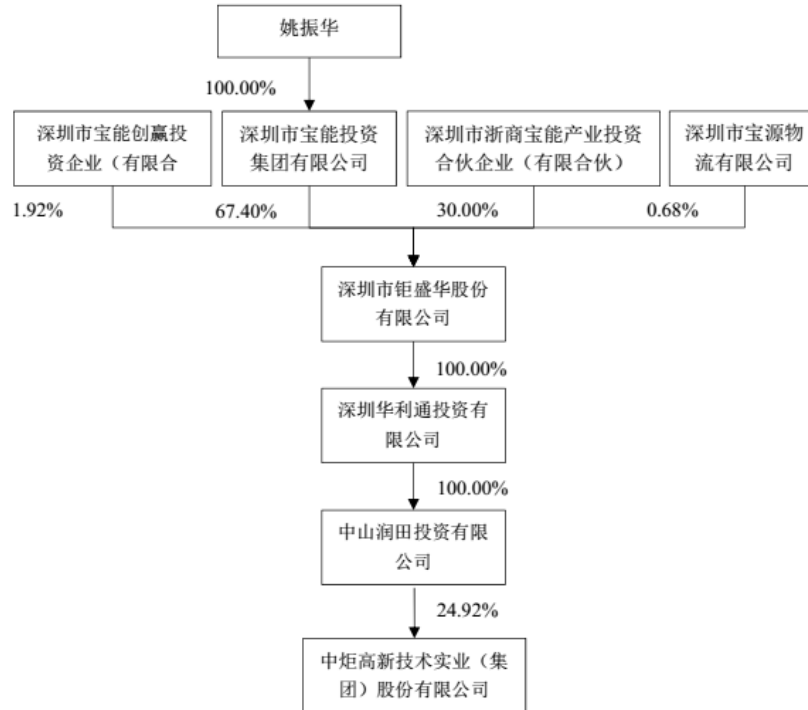 姚振华
100.00%
深圳市宝能创赢投
资企业（有限合
深圳市宝能投资
集团有限公司
深圳市浙商宝能产业投资
合伙企业（有限合伙）
深圳市宝源物
流有限公司
1.92%
67.40%
30.00%
0.68%
深圳市钜盛华股份
有限公司
100.00%
深圳华利通投资有
限公司
100.00%
中山润田投资有限
公司
24.92%
中炬高新技术实业（集
团）股份有限公司